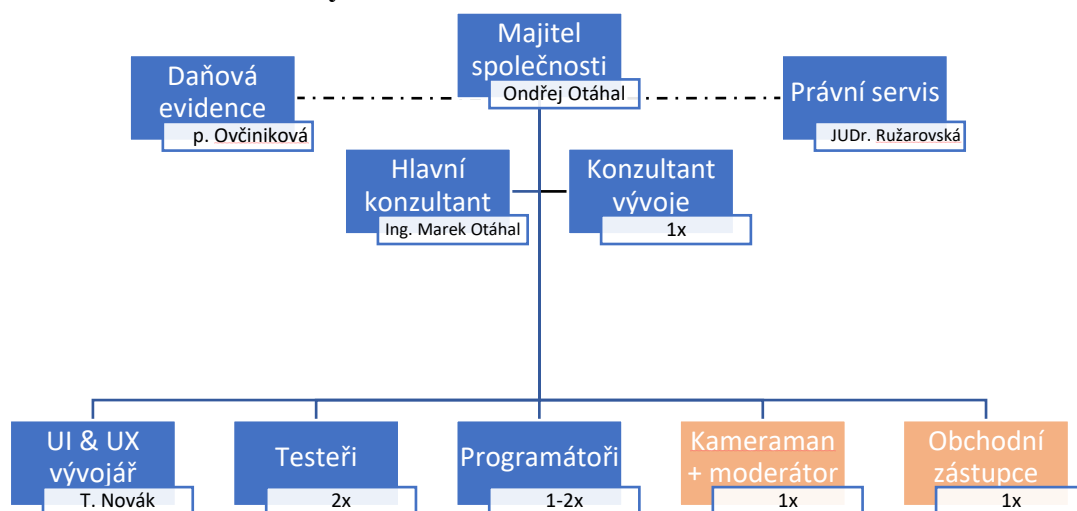 Majitel
společnosti
Ondřej Otáhal
Daňová
evidence
p. Ovčiniková
Právní servis
JUDr. Ružarovská
Hlavní
konzultant
Ing. Marek Otáhal
Konzultant
vývoje
1x
UI & UX
vývojář
T. Novák
Testeři
2x
Programátoři
1-2x
Kameraman
+ moderátor
1x
Obchodní
zástupce
1x